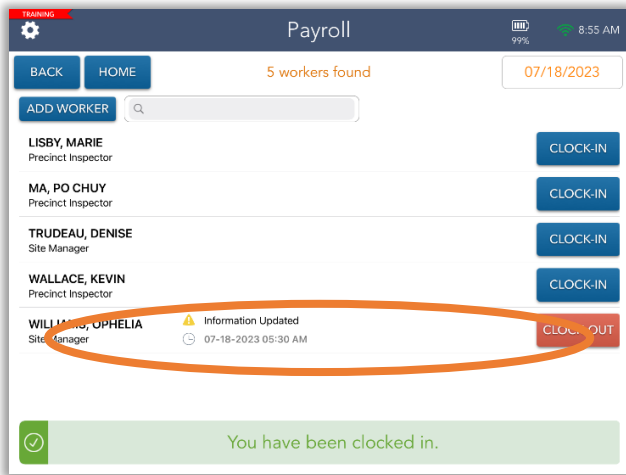 TRAINING
Payroll
99%
8:55 AM
BACK
HOME
5 workers found
07/18/2023
ADD WORKER
LISBY, MARIE
Precinct Inspector
CLOCK-IN
MA, PO CHUY
Precinct Inspector
CLOCK-IN
TRUDEAU, DENISE
Site Manager
CLOCK-IN
WALLACE, KEVIN
Precinct Inspector
CLOCK-IN
WILLIAMS, OPHELIA
Site Manager
Information Updated
07-18-2023 05:30 AM
CLOCK-OUT
You have been clocked in.